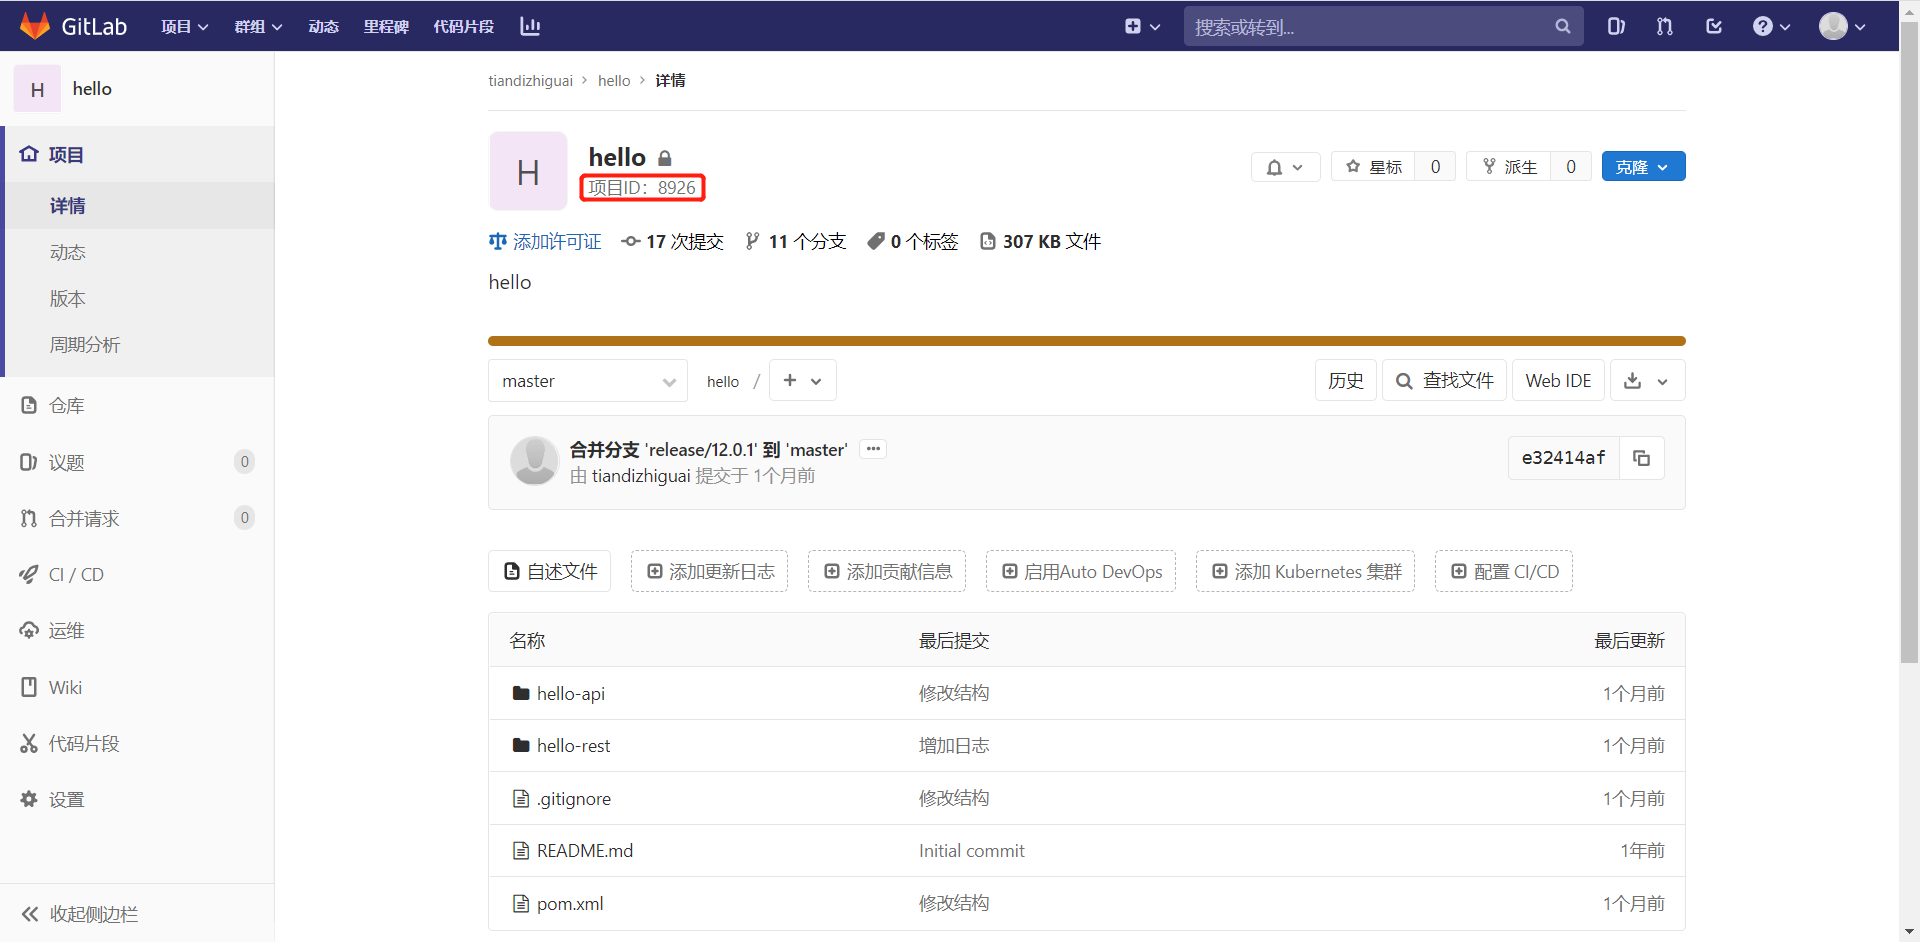 GitLab 项目 群组 动态 里程碑 代码片段 搜索或转到...
H hello
项目
详情
动态
版本
周期分析
仓库
议题 0
合并请求 0
CI / CD
运维
Wiki
代码片段
设置
收起侧边栏
tiandizhiguai > hello > 详情
H
hello
项目ID：8926
星标 0 派生 0 克隆
添加许可证 17 次提交 11 个分支 0 个标签 307 KB 文件
hello
master hello / + 历史 查找文件 Web IDE
合并分支 'release/12.0.1' 到 'master' ...
由 tiandizhiguai 提交于 1个月前
e32414af
自述文件 添加更新日志 添加贡献信息 启用Auto DevOps 添加 Kubernetes 集群 配置 CI/CD
名称 最后提交 最后更新
hello-api 修改结构 1个月前
hello-rest 增加日志 1个月前
.gitignore 修改结构 1个月前
README.md Initial commit 1年前
pom.xml 修改结构 1个月前